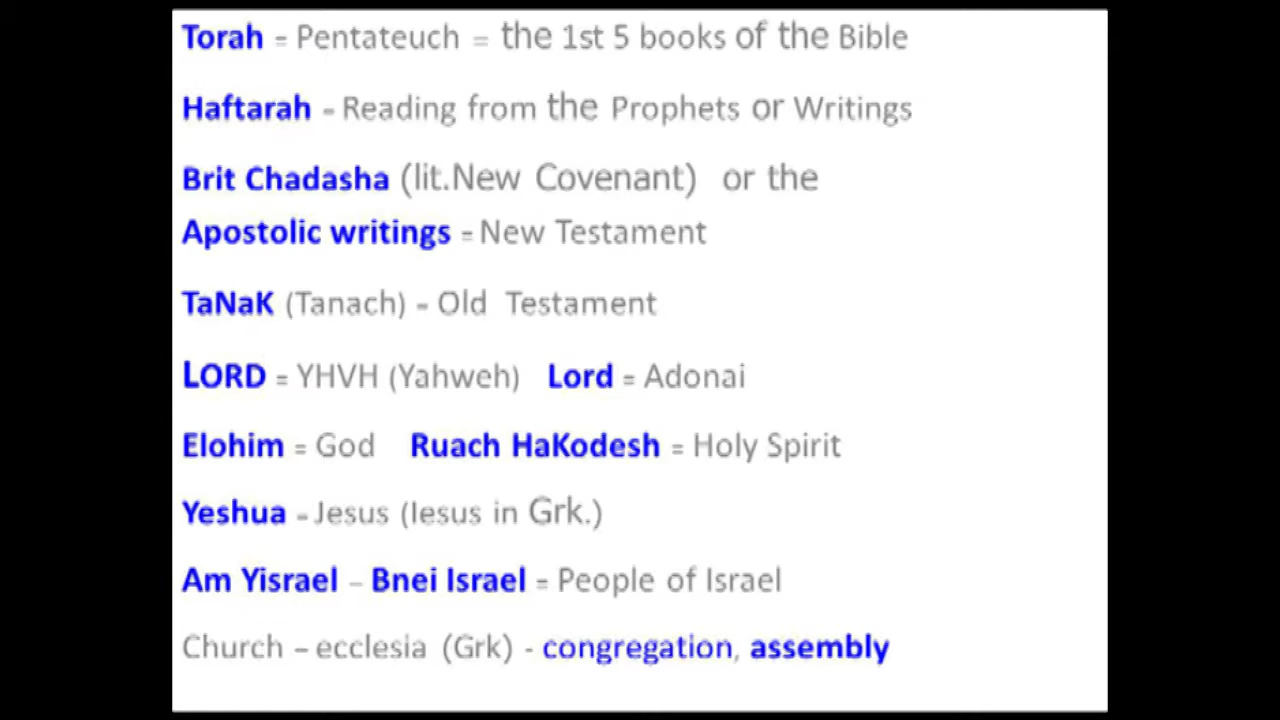 Torah = Pentateuch = the 1st 5 books of the Bible
Haftarah - Reading from the Prophets or Writings
Brit Chadasha (lit.New Covenant) or the
Apostolic writings = New Testament
TaNaK (Tanach) - Old Testament
LORD = YHVH (Yahweh) Lord = Adonai
Elohim = God Ruach HaKodesh = Holy Spirit
Yeshua - Jesus (Iesus in Grk.)
Am Yisrael – Bnei Israel = People of Israel
Church – ecclesia (Grk) - congregation, assembly